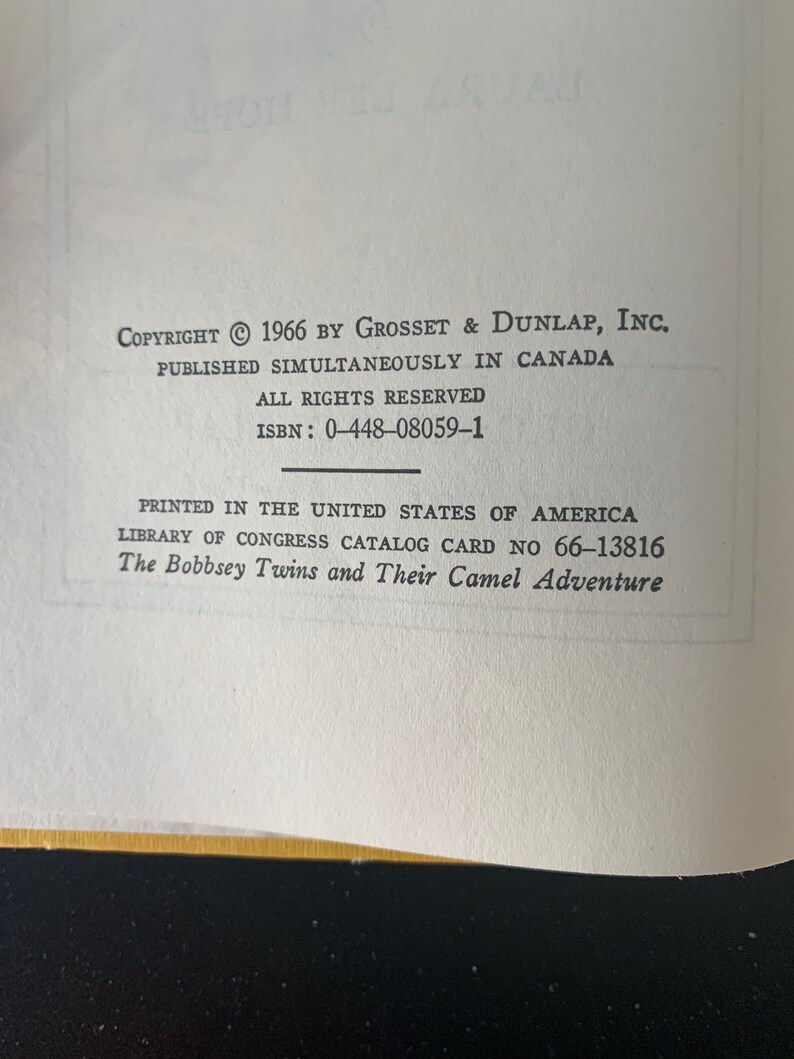 COPYRIGHT © 1966 BY GROSSET & DUNLAP, INC.
PUBLISHED SIMULTANEOUSLY IN CANADA
ALL RIGHTS RESERVED
ISBN: 0–448–08059–1
PRINTED IN THE UNITED STATES OF AMERICA
LIBRARY OF CONGRESS CATALOG CARD NO 66–13816
The Bobbsey Twins and Their Camel Adventure